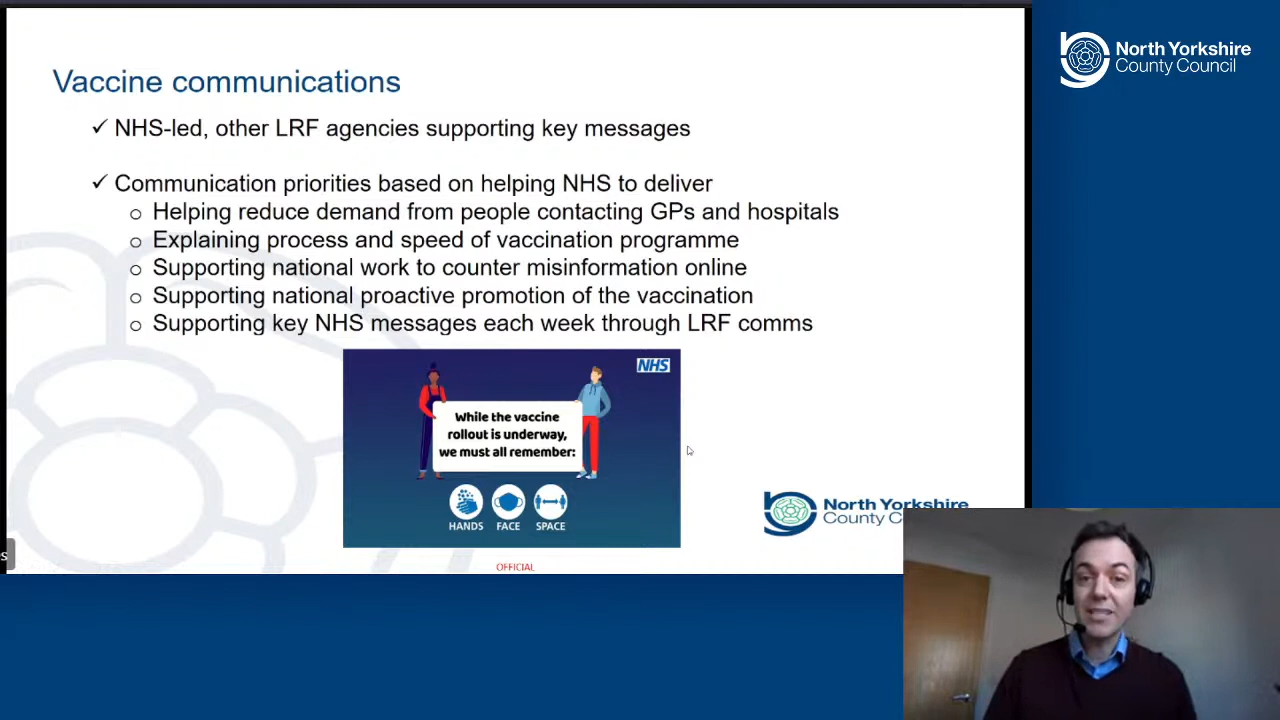 North Yorkshire
County Council
Vaccine communications
✓ NHS-led, other LRF agencies supporting key messages
✓ Communication priorities based on helping NHS to deliver
o Helping reduce demand from people contacting GPs and hospitals
o Explaining process and speed of vaccination programme
o Supporting national work to counter misinformation online
o Supporting national proactive promotion of the vaccination
o Supporting key NHS messages each week through LRF comms
NHS
While the vaccine
rollout is underway,
we must all remember:
HANDS FACE SPACE
North Yorkshire
County C
OFFICIAL
s